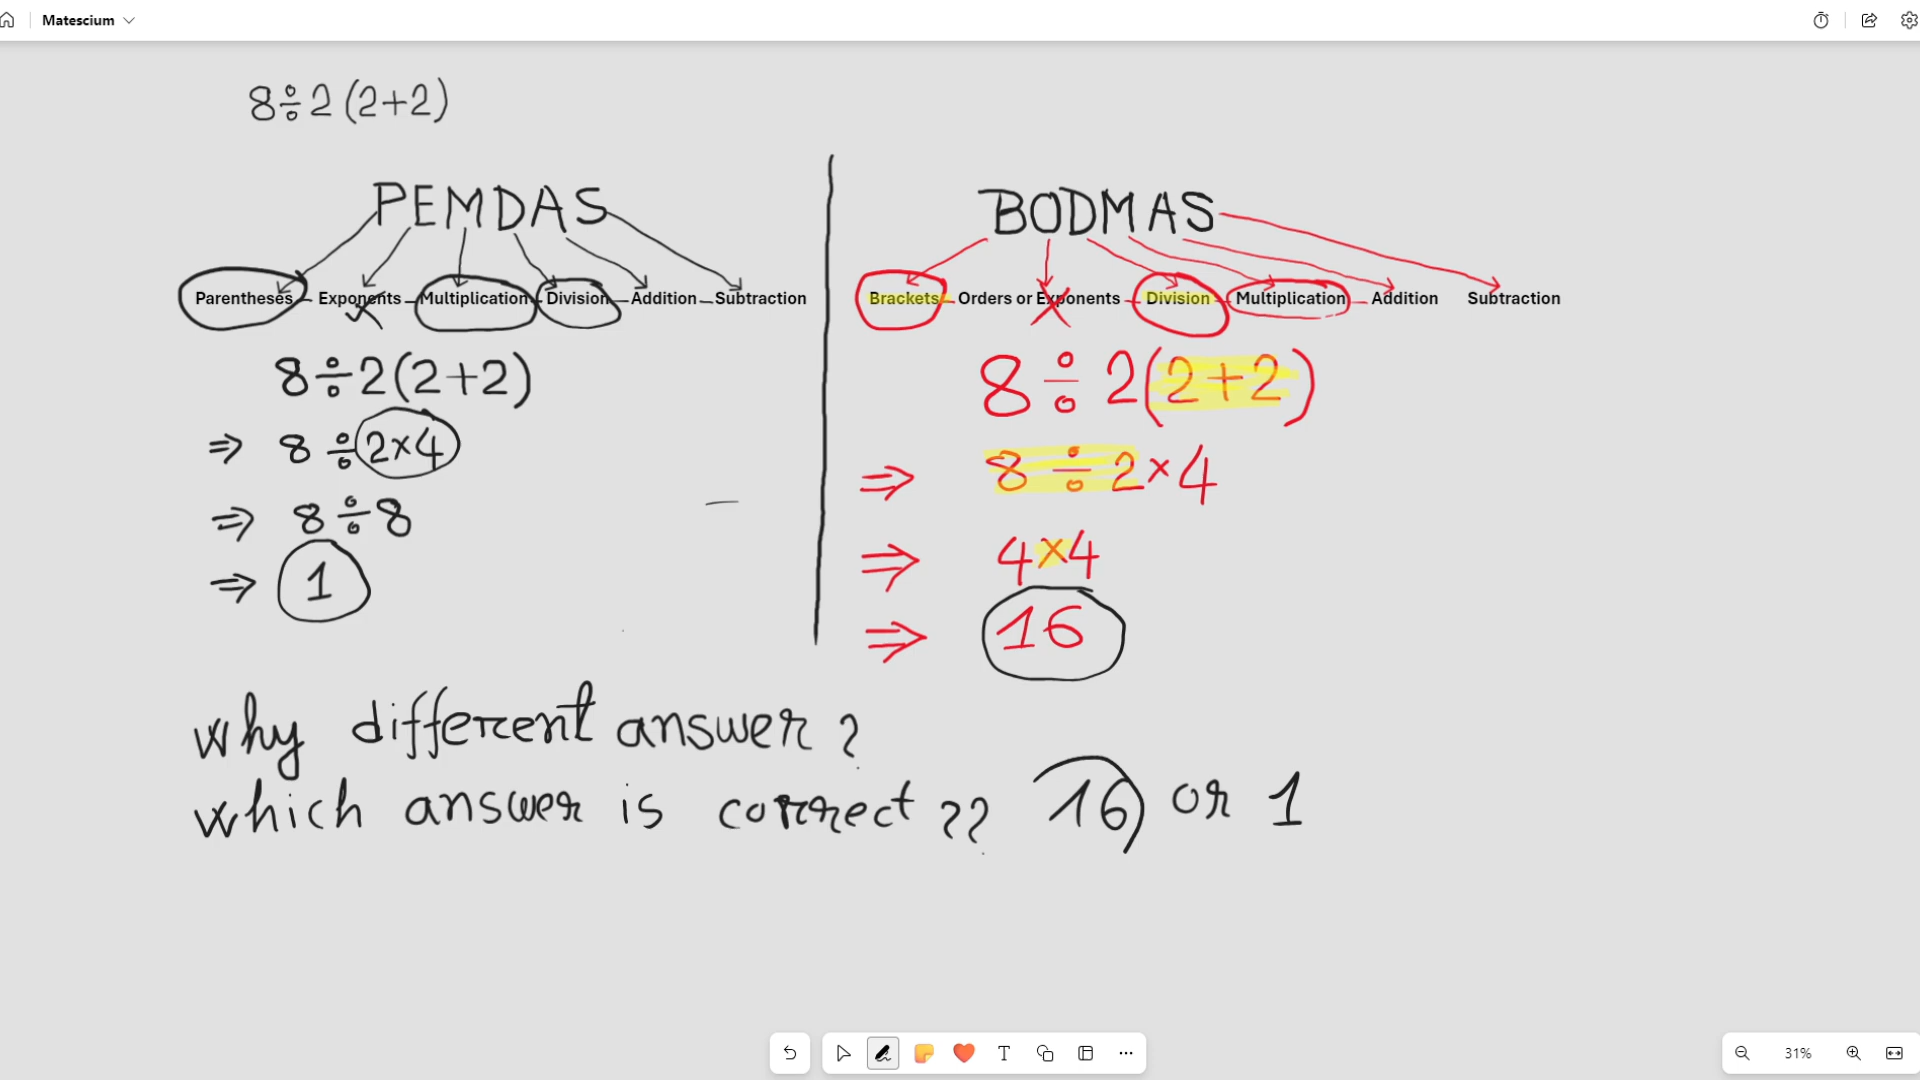 Matescium
8÷2(2+2)
PEMDAS
Parentheses Exponents Multiplication Division Addition Subtraction
8÷2(2+2)
⇒ 8÷2×4
⇒ 8÷8
⇒ 1
BODMAS
Brackets Orders or Exponents Division Multiplication Addition Subtraction
8÷2(2+2)
⇒ 8÷2×4
⇒ 4×4
⇒ 16
why different answer?
which answer is correct?? 16 or 1
T
31%